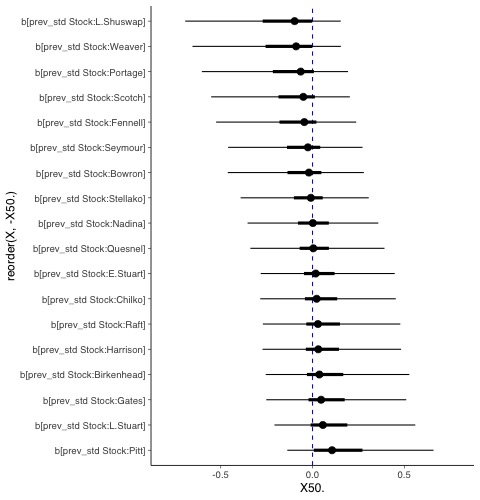 b[prev_std Stock:L.Shuswap]
b[prev_std Stock:Weaver]
b[prev_std Stock:Portage]
b[prev_std Stock:Scotch]
b[prev_std Stock:Fennell]
b[prev_std Stock:Seymour]
b[prev_std Stock:Bowron]
b[prev_std Stock:Stellako]
b[prev_std Stock:Nadina]
b[prev_std Stock:Quesnel]
b[prev_std Stock:E.Stuart]
b[prev_std Stock:Chilko]
b[prev_std Stock:Raft]
b[prev_std Stock:Harrison]
b[prev_std Stock:Birkenhead]
b[prev_std Stock:Gates]
b[prev_std Stock:L.Stuart]
b[prev_std Stock:Pitt]
reorder(X, -X50.)
-0.5 0.0 0.5
X50.